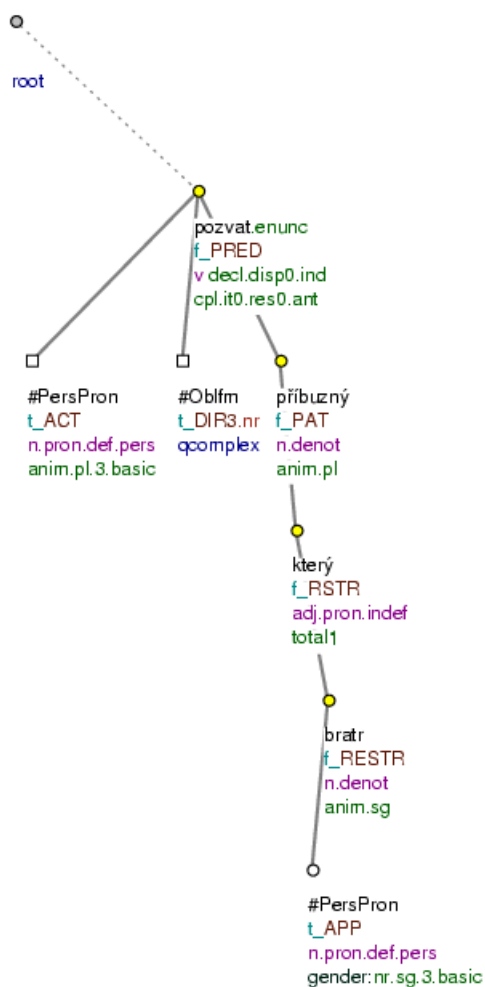 root
pozvat.enunc
f_PRED
v decl.disp0.ind
cpl.it0.res0.ant
#PersPron
t_ACT
n.pron.def.pers
anim.pl.3.basic
#Oblfm
t_DIR3.nr
qcomplex
příbuzný
f_PAT
n.denot
anim.pl
který
f_RSTR
adj.pron.indef
total1
bratr
f_RESTR
n.denot
anim.sg
#PersPron
t_APP
n.pron.def.pers
gender:nr.sg.3.basic